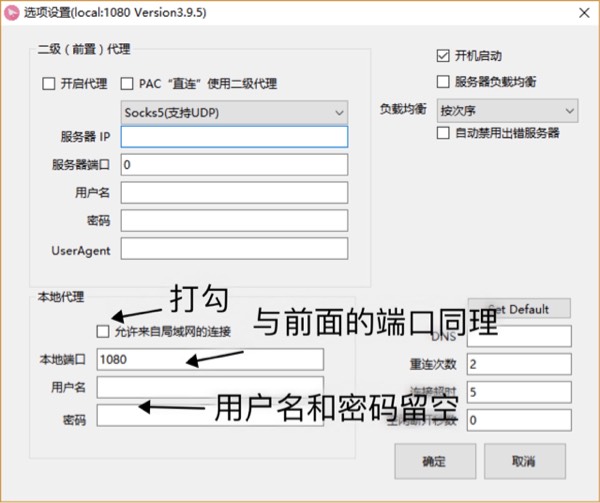 选项设置(local:1080 Version3.9.5)
二级（前置）代理
开启代理 PAC“直连”使用二级代理
Socks5(支持UDP)
服务器 IP
服务器端口 0
用户名
密码
UserAgent
开机启动
服务器负载均衡
负载均衡 按次序
自动禁用出错服务器
本地代理
打勾
允许来自局域网的连接
与前面的端口同理
本地端口 1080
用户名
密码
用户名和密码留空
Set Default
DNS
重连次数 2
连接超时 5
空闲断开秒数 0
确定 取消